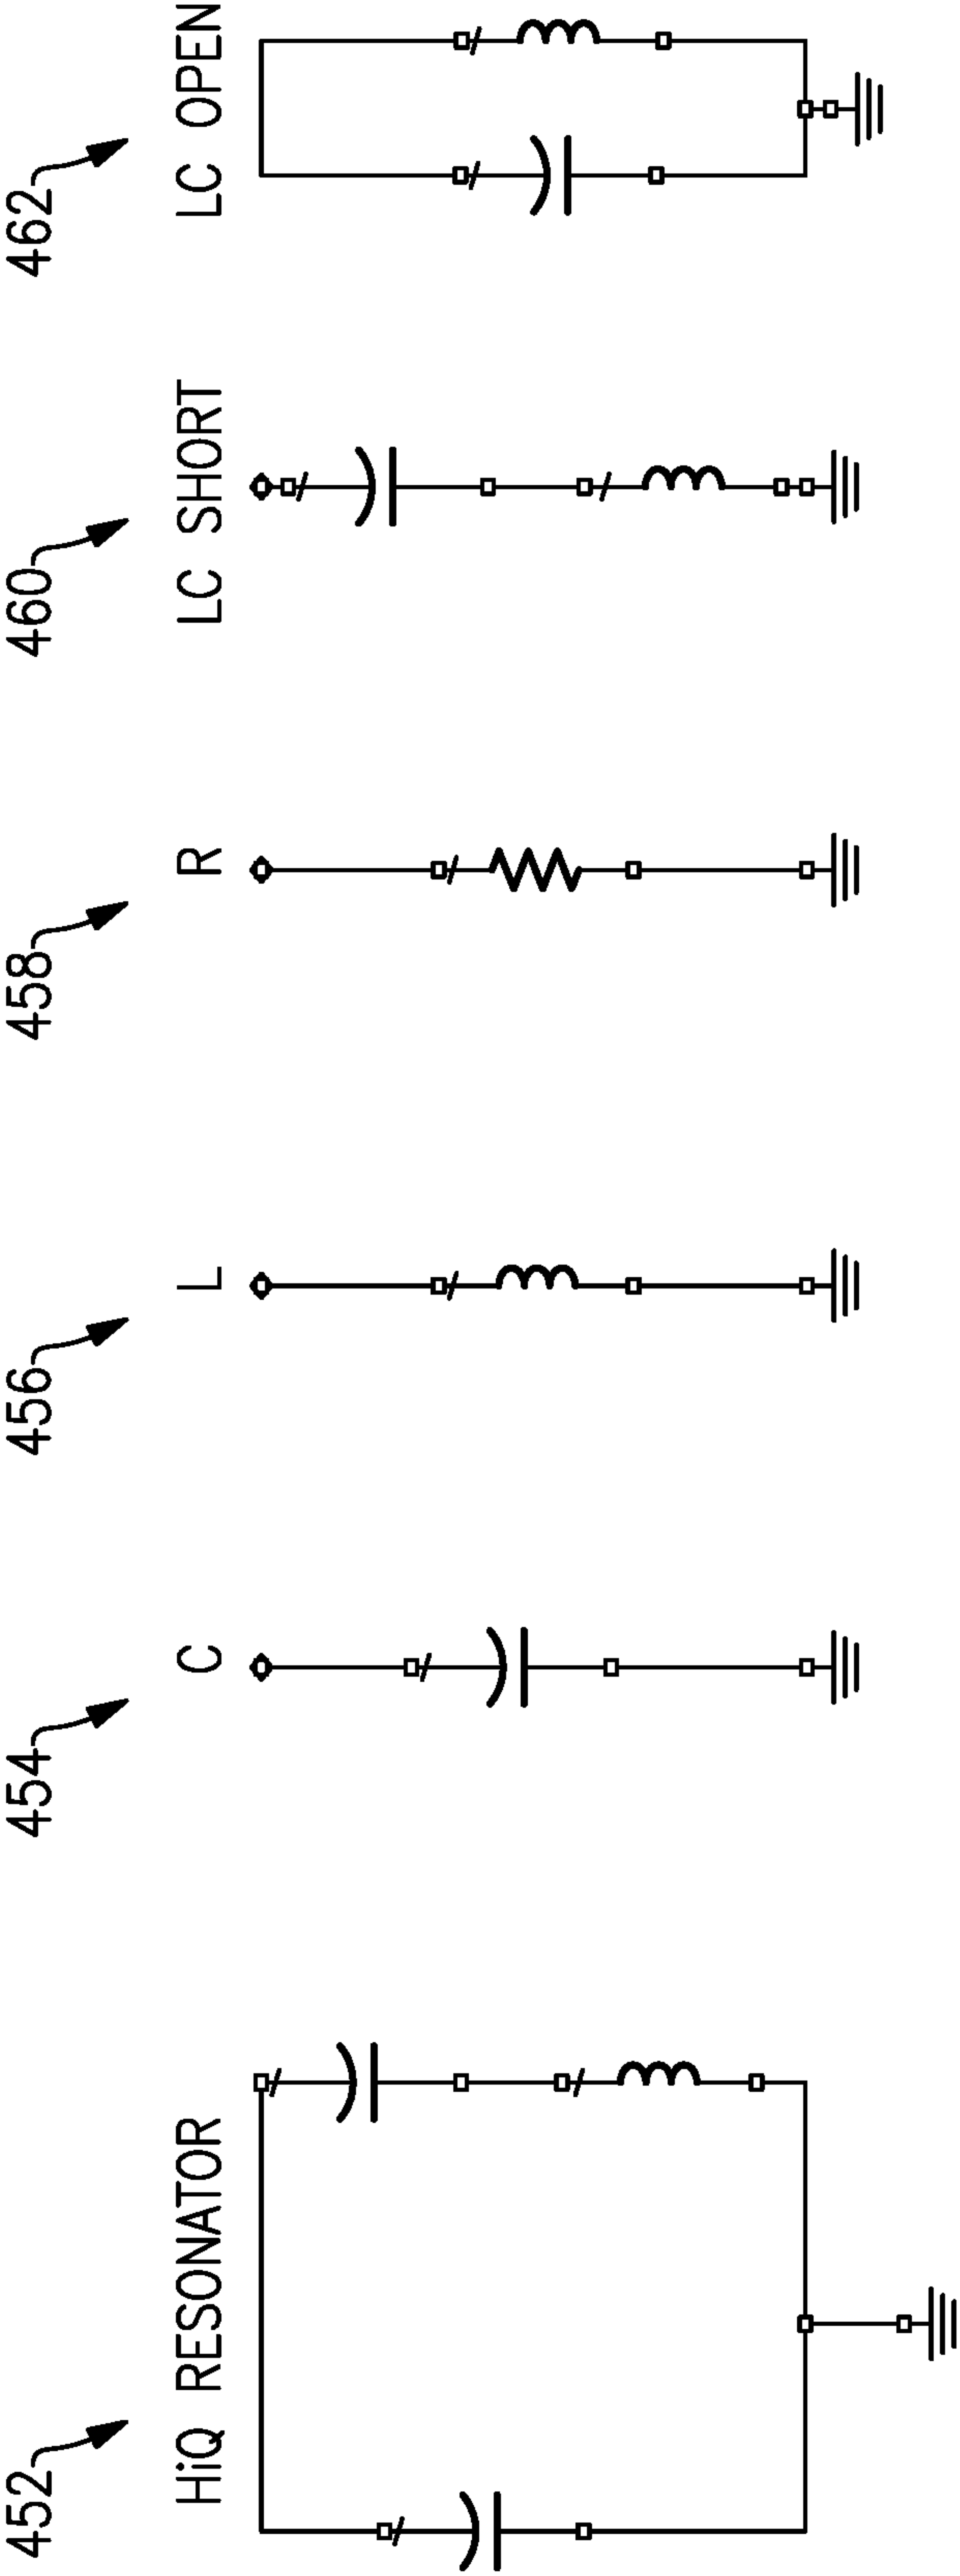 452
HiQ RESONATOR
454
C
456
L
458
R
460
LC SHORT
462
LC OPEN